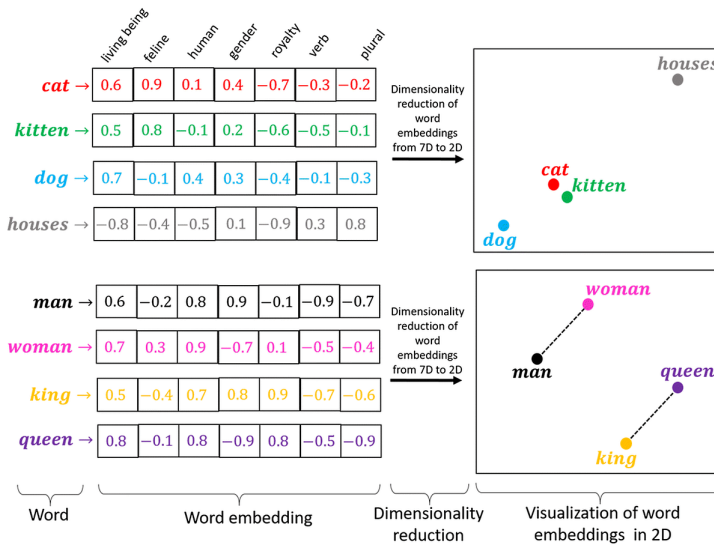 living being feline human gender royalty verb plural
cat → 0.6 0.9 0.1 0.4 −0.7 −0.3 −0.2
kitten → 0.5 0.8 −0.1 0.2 −0.6 −0.5 −0.1
dog → 0.7 −0.1 0.4 0.3 −0.4 −0.1 −0.3
houses → −0.8 −0.4 −0.5 0.1 −0.9 0.3 0.8
Dimensionality
reduction of
word
embeddings
from 7D to 2D
houses
cat
kitten
dog
man → 0.6 −0.2 0.8 0.9 −0.1 −0.9 −0.7
woman → 0.7 0.3 0.9 −0.7 0.1 −0.5 −0.4
king → 0.5 −0.4 0.7 0.8 0.9 −0.7 −0.6
queen → 0.8 −0.1 0.8 −0.9 0.8 −0.5 −0.9
Dimensionality
reduction of
word
embeddings
from 7D to 2D
woman
man
queen
king
Word
Word embedding
Dimensionality
reduction
Visualization of word
embeddings in 2D